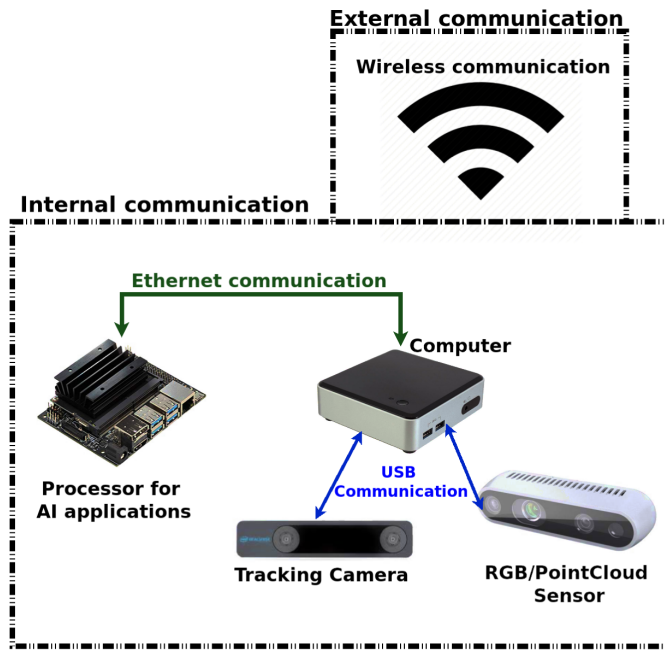 External communication
Wireless communication
Internal communication
Ethernet communication
Computer
USB
Communication
Processor for
AI applications
Tracking Camera
RGB/PointCloud
Sensor